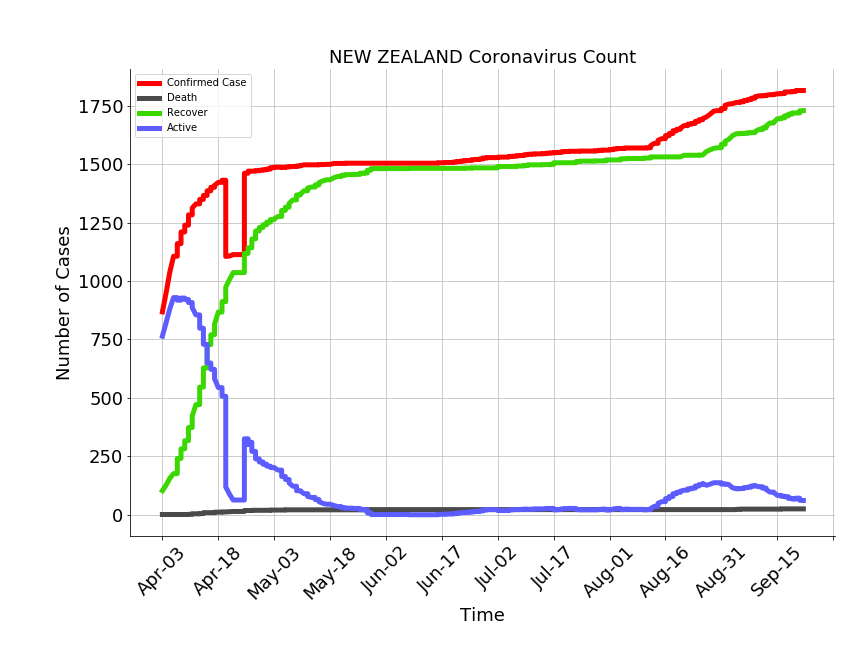 NEW ZEALAND Coronavirus Count
Confirmed Case
Death
Recover
Active
Number of Cases
1750
1500
1250
1000
750
500
250
0
Apr-03
Apr-18
May-03
May-18
Jun-02
Jun-17
Jul-02
Jul-17
Aug-01
Aug-16
Aug-31
Sep-15
Time